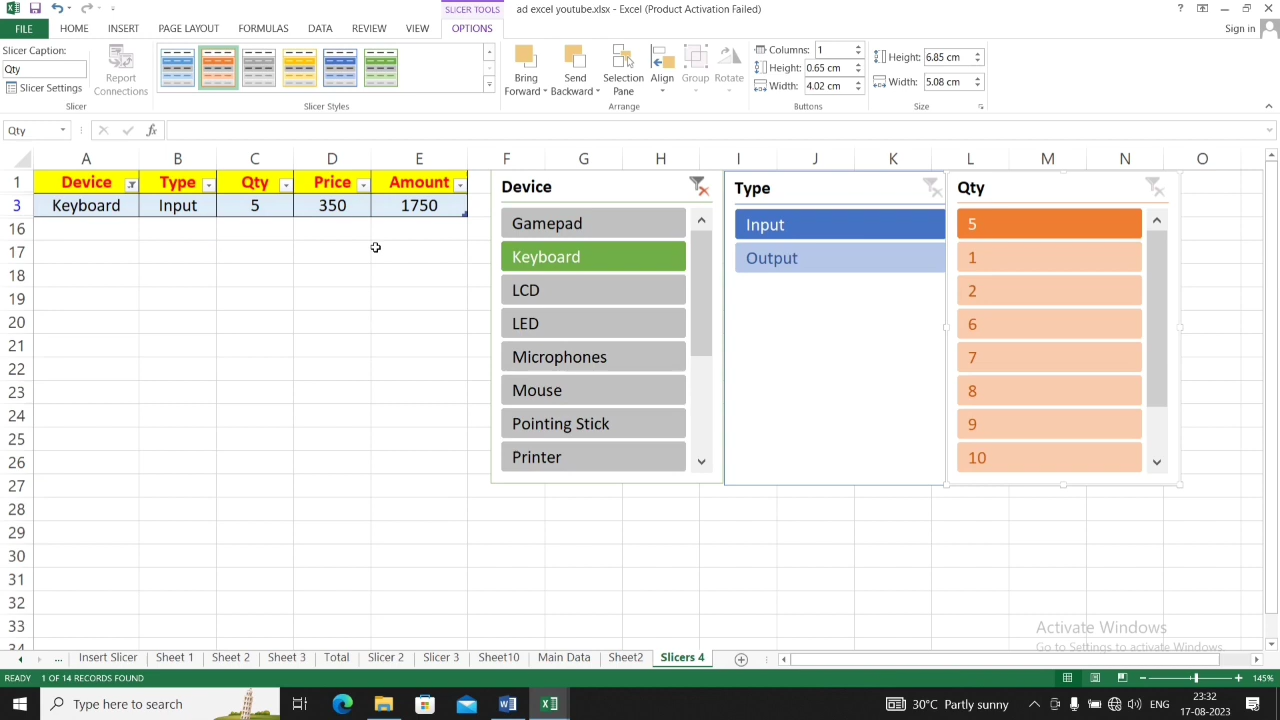 SLICER TOOLS
ad excel youtube.xlsx - Excel (Product Activation Failed)
FILE HOME INSERT PAGE LAYOUT FORMULAS DATA REVIEW VIEW OPTIONS
Sign in
Slicer Caption:
Qty
Slicer Settings
Report Connections
Slicer
Slicer Styles
Bring Forward
Send Backward
Selection Pane
Align
Group
Rotate
Arrange
Columns: 1
Height: 0.65 cm
Width: 4.02 cm
Buttons
Height: 6.85 cm
Width: 5.08 cm
Size
Qty
fx
A B C D E F G H I J K L M N O
1 Device Type Qty Price Amount
3 Keyboard Input 5 350 1750
16
17
18
19
20
21
22
23
24
25
26
27
28
29
30
31
32
33
34
Device
Gamepad
Keyboard
LCD
LED
Microphones
Mouse
Pointing Stick
Printer
Type
Input
Output
Qty
5
1
2
6
7
8
9
10
Activate Windows
Go to Settings to activate Windows.
... Insert Slicer Sheet 1 Sheet 2 Sheet 3 Total Slicer 2 Slicer 3 Sheet10 Main Data Sheet2 Slicers 4
READY 1 OF 14 RECORDS FOUND
145%
Type here to search
30°C Partly sunny
ENG
23:32
17-08-2023